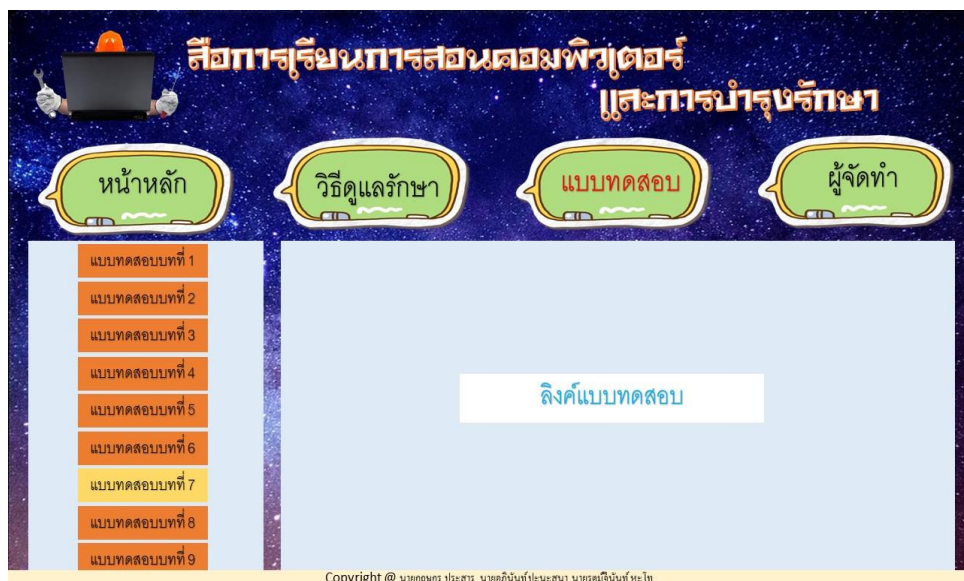 สื่อการเรียนการสอนคอมพิวเตอร์
และการบำรุงรักษา
หน้าหลัก
วิธีดูแลรักษา
แบบทดสอบ
ผู้จัดทำ
แบบทดสอบบทที่ 1
แบบทดสอบบทที่ 2
แบบทดสอบบทที่ 3
แบบทดสอบบทที่ 4
แบบทดสอบบทที่ 5
แบบทดสอบบทที่ 6
แบบทดสอบบทที่ 7
แบบทดสอบบทที่ 8
แบบทดสอบบทที่ 9
ลิงค์แบบทดสอบ
Copyright @